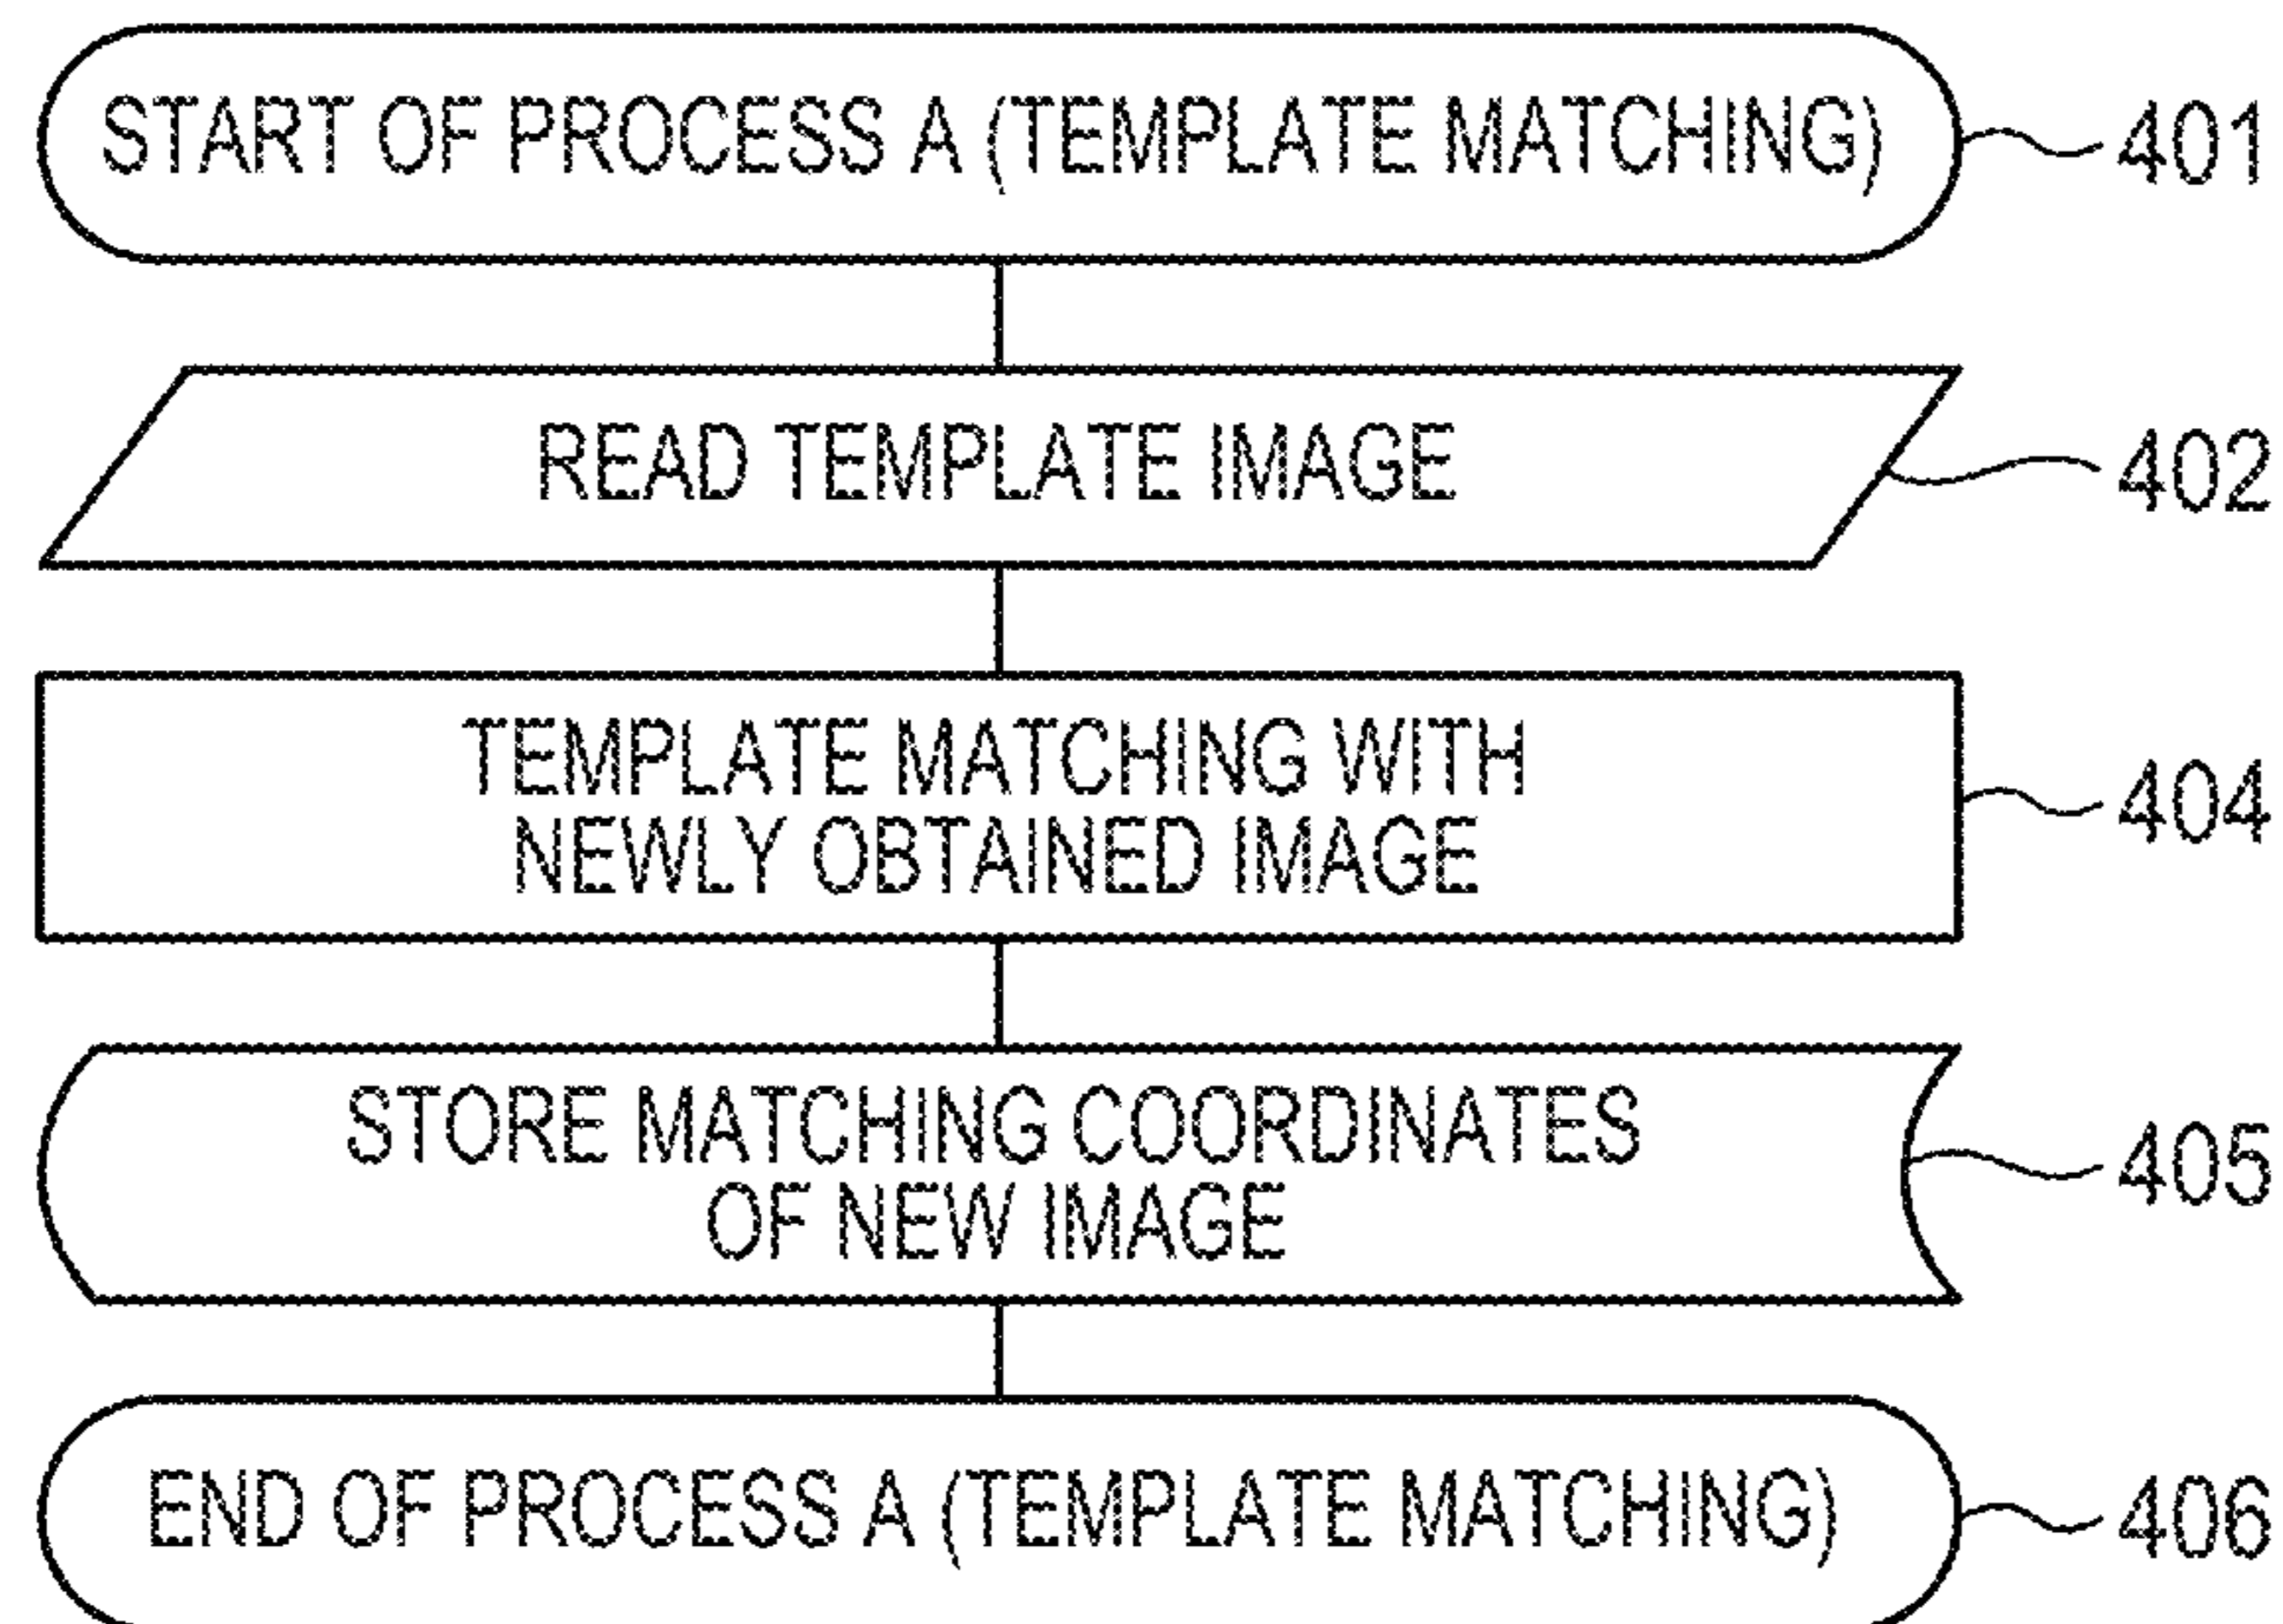 START OF PROCESS A (TEMPLATE MATCHING)
401
READ TEMPLATE IMAGE
402
TEMPLATE MATCHING WITH
NEWLY OBTAINED IMAGE
404
STORE MATCHING COORDINATES
OF NEW IMAGE
405
END OF PROCESS A (TEMPLATE MATCHING)
406